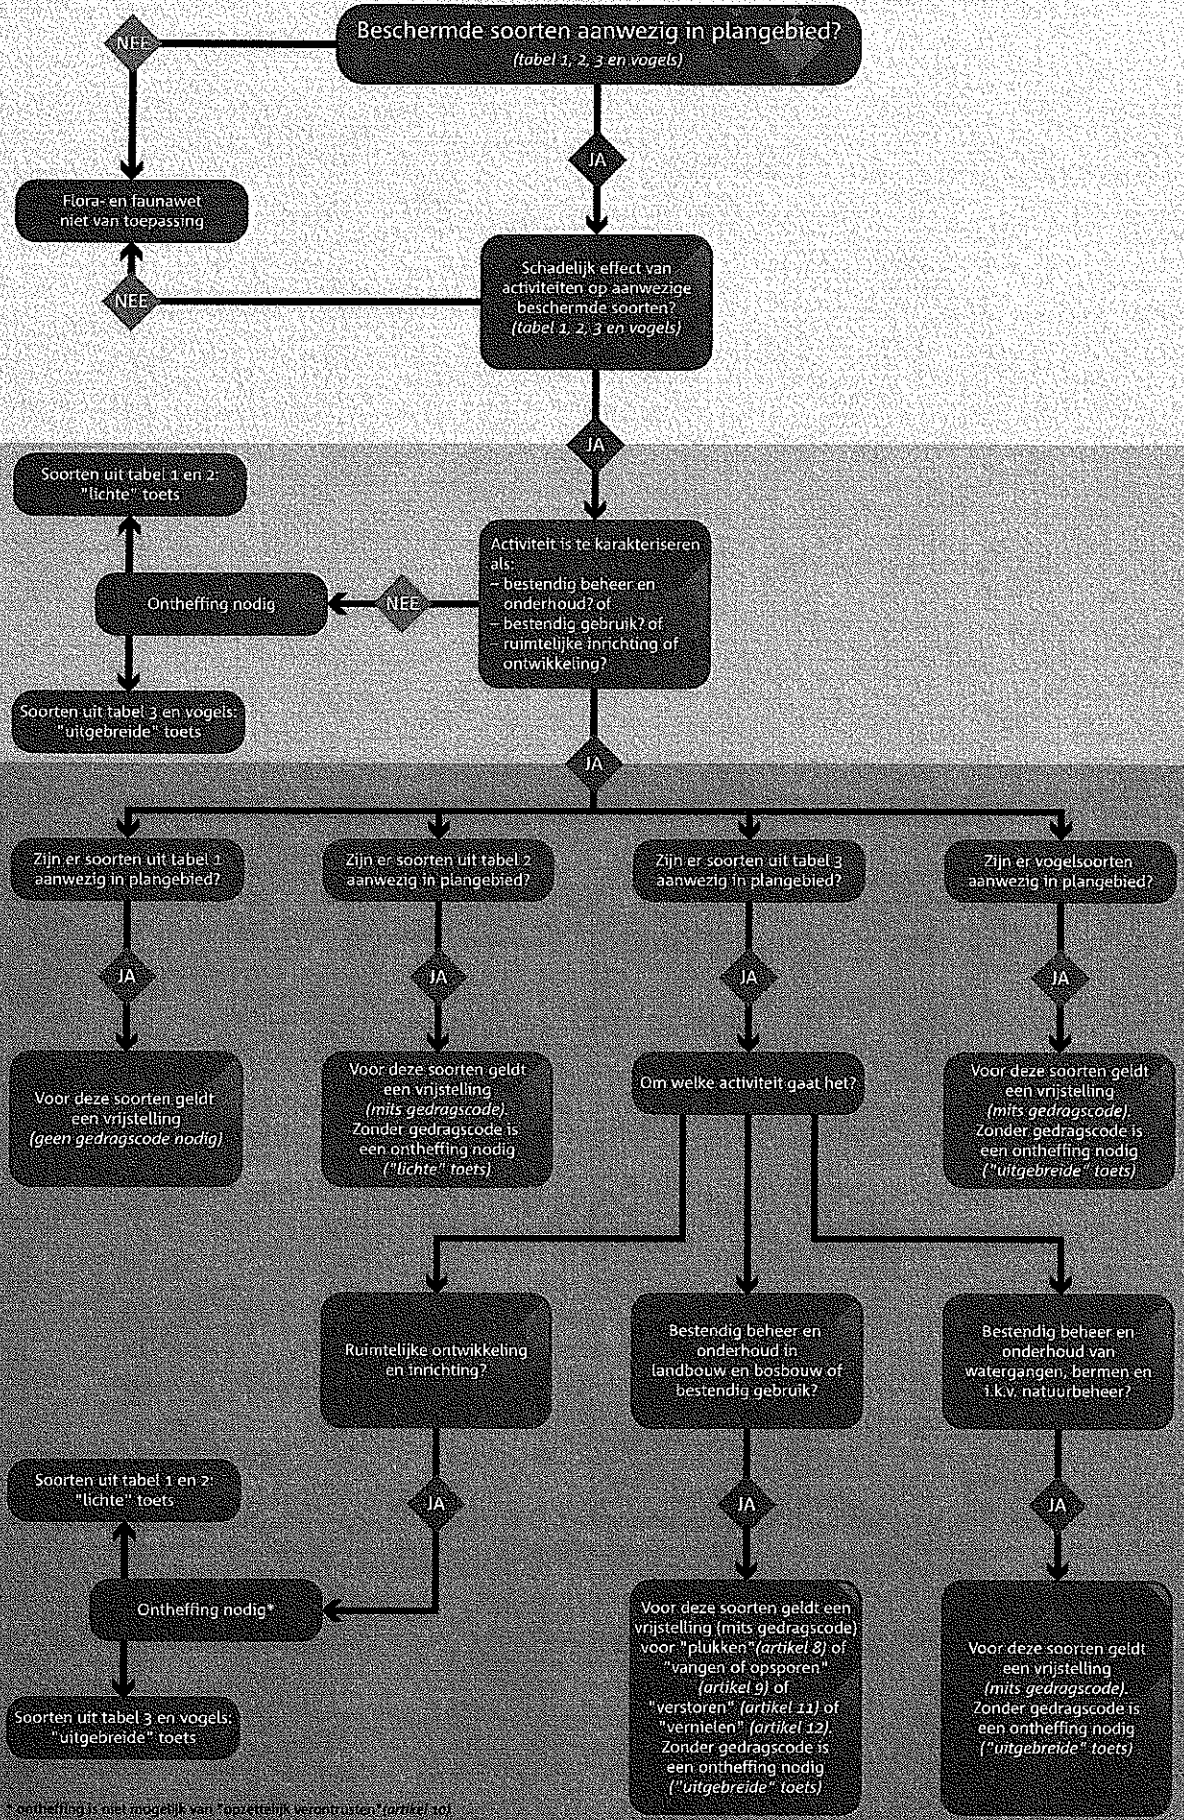 Beschermde soorten aanwezig in plangebied?
(tabel 1, 2, 3 en vogels)
NEE
JA
Flora- en faunawet
niet van toepassing
Schadelijk effect van
activiteiten op aanwezige
beschermde soorten?
(tabel 1, 2, 3 en vogels)
NEE
JA
Soorten uit tabel 1 en 2:
"lichte" toets
Activiteit is te karakteriseren
als:
– bestendig beheer en
onderhoud? of
– bestendig gebruik? of
– ruimtelijke inrichting of
ontwikkeling?
NEE
Ontheffing nodig
Soorten uit tabel 3 en vogels:
"uitgebreide" toets
JA
Zijn er soorten uit tabel 1
aanwezig in plangebied?
Zijn er soorten uit tabel 2
aanwezig in plangebied?
Zijn er soorten uit tabel 3
aanwezig in plangebied?
Zijn er vogelsoorten
aanwezig in plangebied?
JA
JA
JA
JA
Voor deze soorten geldt
een vrijstelling
(geen gedragscode nodig)
Voor deze soorten geldt
een vrijstelling
(mits gedragscode).
Zonder gedragscode is
een ontheffing nodig
("lichte" toets)
Om welke activiteit gaat het?
Voor deze soorten geldt
een vrijstelling
(mits gedragscode).
Zonder gedragscode is
een ontheffing nodig
("uitgebreide" toets)
Ruimtelijke ontwikkeling
en inrichting?
Bestendig beheer en
onderhoud in
landbouw en bosbouw of
bestendig gebruik?
Bestendig beheer en
onderhoud van
watergangen, bermen en
i.k.v. natuurbeheer?
JA
JA
JA
Soorten uit tabel 1 en 2:
"lichte" toets
Ontheffing nodig*
Soorten uit tabel 3 en vogels:
"uitgebreide" toets
Voor deze soorten geldt een
vrijstelling (mits gedragscode)
voor "plukken" (artikel 8) of
"vangen of opsporen"
(artikel 9) of
"verstoren" (artikel 11) of
"vernielen" (artikel 12).
Zonder gedragscode is
een ontheffing nodig
("uitgebreide" toets)
Voor deze soorten geldt
een vrijstelling
(mits gedragscode).
Zonder gedragscode is
een ontheffing nodig
("uitgebreide" toets)
* ontheffing is niet mogelijk van "opzettelijk verontrusten" (artikel 10)